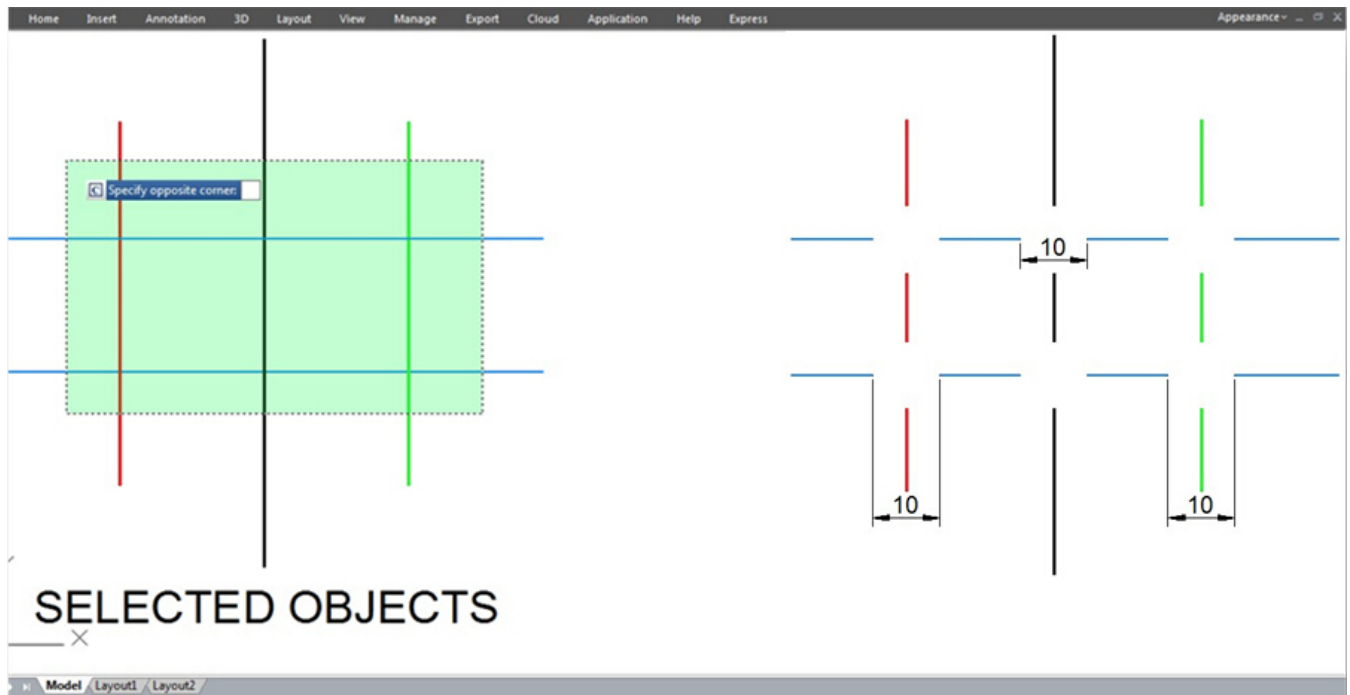 Home Insert Annotation 3D Layout View Manage Export Cloud Application Help Express Appearance
Specify opposite corner:
10
10 10
SELECTED OBJECTS
Model Layout1 Layout2